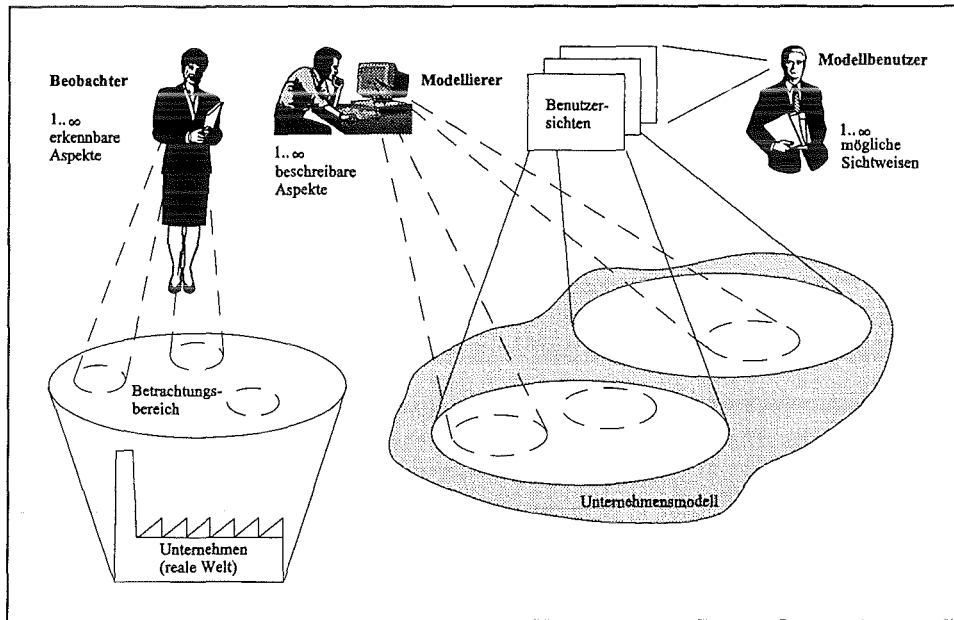 Beobachter
1.. ∞
erkennbare
Aspekte
Modellierer
1.. ∞
beschreibbare
Aspekte
Benutzer-
sichten
Modellbenutzer
1.. ∞
mögliche
Sichtweisen
Betrachtungs-
bereich
Unternehmen
(reale Welt)
Unternehmensmodell